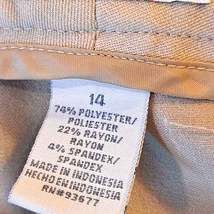 14
74% POLYESTER/
POLIESTER
22% RAYON/
RAYON
4% SPANDEX/
SPANDEX
MADE IN INDONESIA
HECHO EN INDONESIA
RN#93677